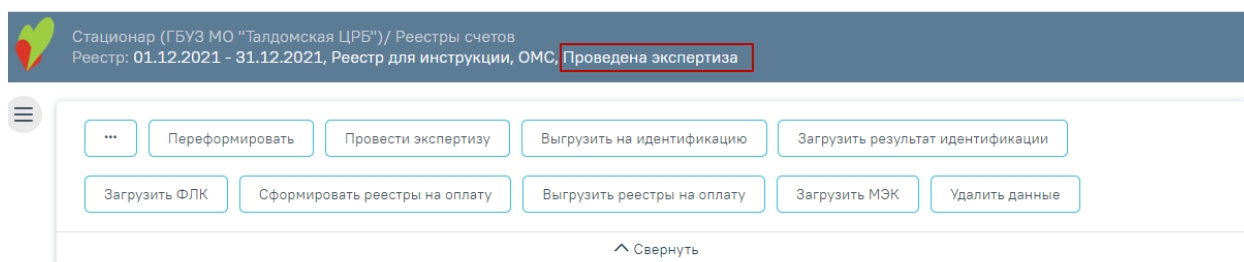 Стационар (ГБУЗ МО "Талдомская ЦРБ")/ Реестры счетов
Реестр: 01.12.2021 - 31.12.2021, Реестр для инструкции, ОМС, Проведена экспертиза
··· Переформировать Провести экспертизу Выгрузить на идентификацию Загрузить результат идентификации
Загрузить ФЛК Сформировать реестры на оплату Выгрузить реестры на оплату Загрузить МЭК Удалить данные
Свернуть